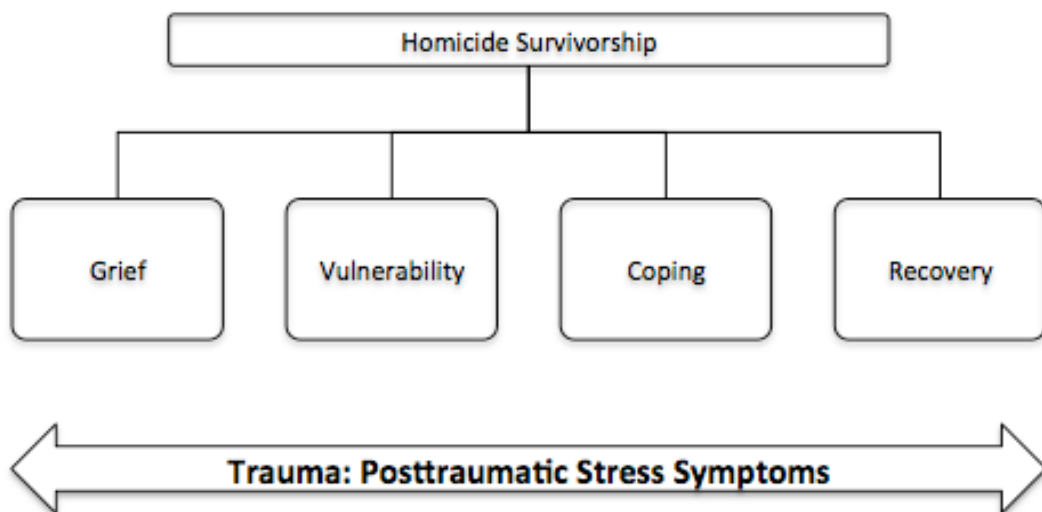 Homicide Survivorship
Grief
Vulnerability
Coping
Recovery
Trauma: Posttraumatic Stress Symptoms